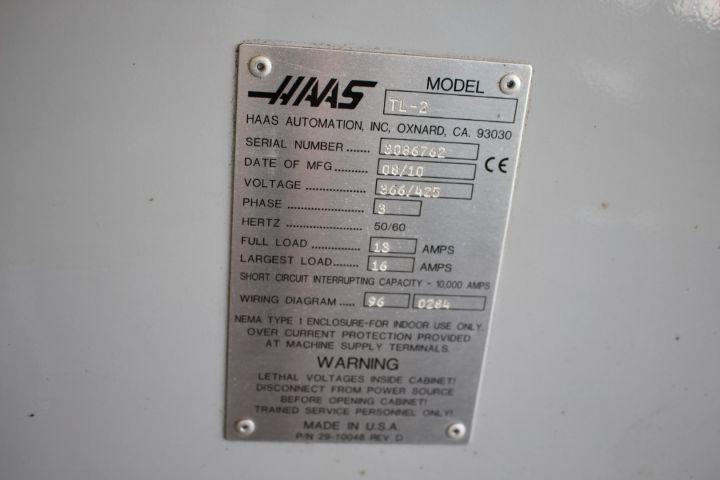 HAAS MODEL TL-2
HAAS AUTOMATION, INC, OXNARD, CA. 93030
SERIAL NUMBER ...... 3086762
DATE OF MFG ......... 08/10 CE
VOLTAGE ................. 366/425
PHASE ..................... 3
HERTZ ...................... 50/60
FULL LOAD .............. 13 AMPS
LARGEST LOAD....... 16 AMPS
SHORT CIRCUIT INTERRUPTING CAPACITY - 10,000 AMPS
WIRING DIAGRAM ..... 96 0284
NEMA TYPE 1 ENCLOSURE-FOR INDOOR USE ONLY.
OVER CURRENT PROTECTION PROVIDED
AT MACHINE SUPPLY TERMINALS.
WARNING
LETHAL VOLTAGES INSIDE CABINET!
DISCONNECT FROM POWER SOURCE
BEFORE OPENING CABINET!
TRAINED SERVICE PERSONNEL ONLY!
MADE IN U.S.A.
P/N 29-10048 REV D